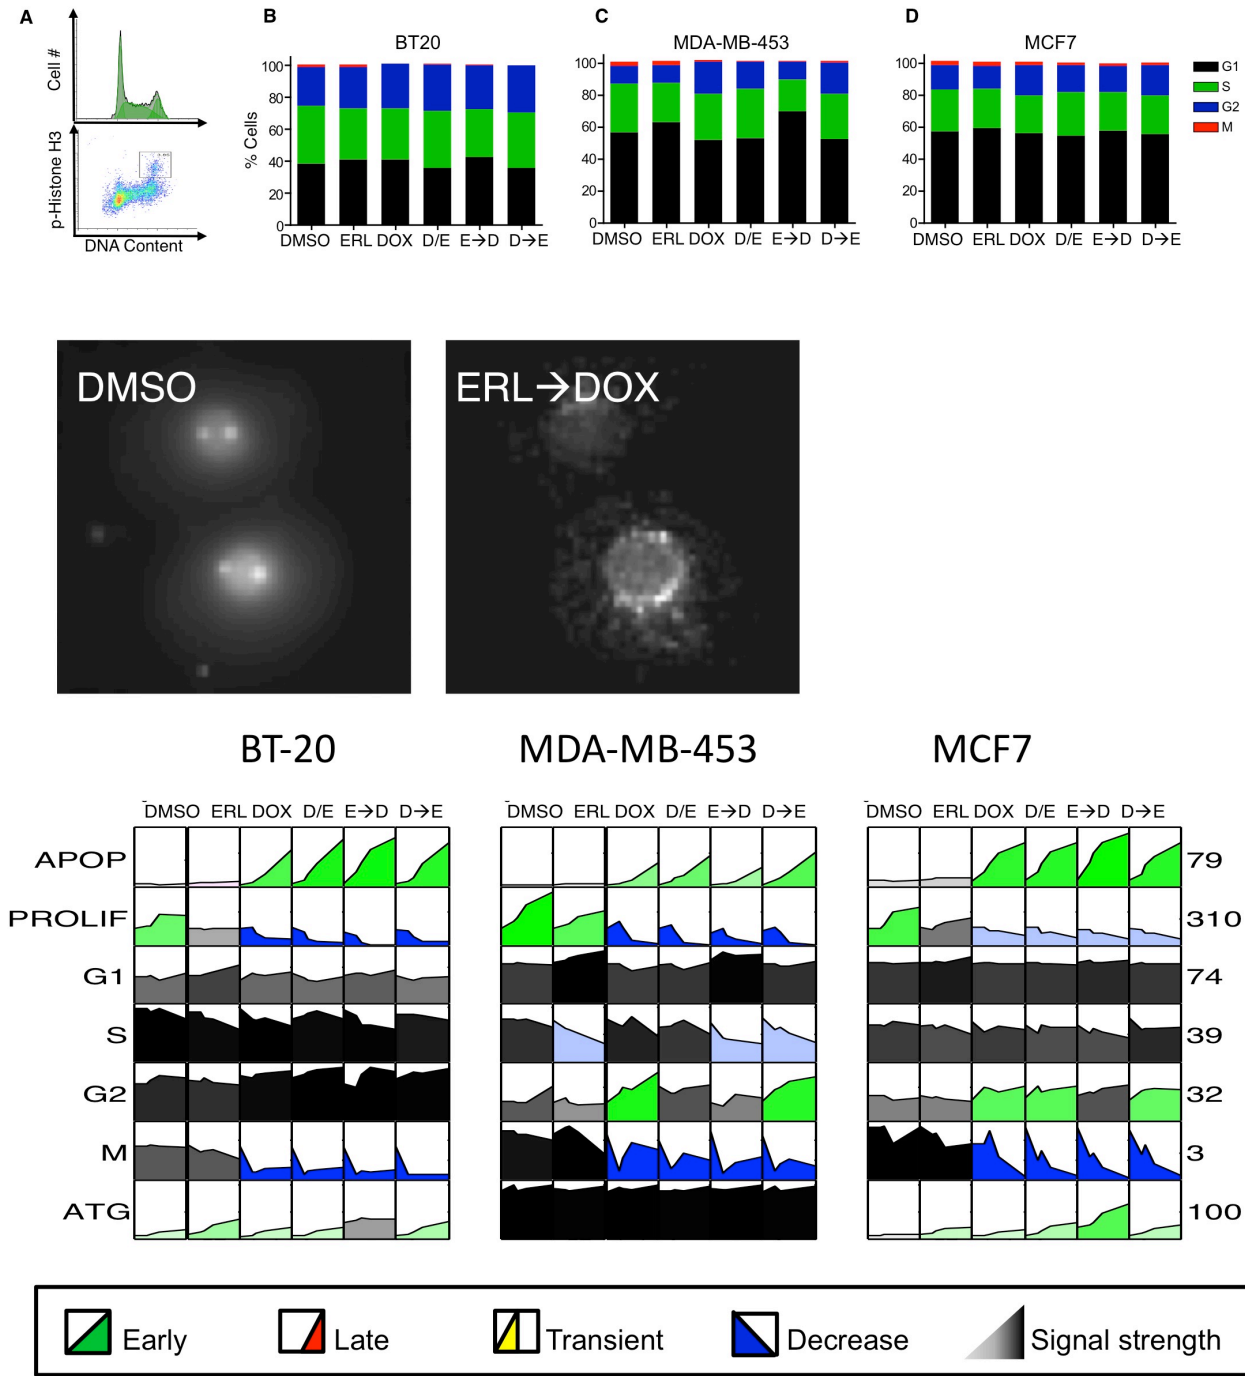 A
Cell #
p-Histone H3
DNA Content
B
BT20
% Cells
100
80
60
40
20
0
DMSO ERL DOX D/E E→D D→E
C
MDA-MB-453
100
80
60
40
20
0
DMSO ERL DOX D/E E→D D→E
D
MCF7
100
80
60
40
20
0
DMSO ERL DOX D/E E→D D→E
G1
S
G2
M
DMSO
ERL→DOX
BT-20 MDA-MB-453 MCF7
DMSO ERL DOX D/E E→D D→E DMSO ERL DOX D/E E→D D→E DMSO ERL DOX D/E E→D D→E
APOP 79
PROLIF 310
G1 74
S 39
G2 32
M 3
ATG 100
Early Late Transient Decrease Signal strength